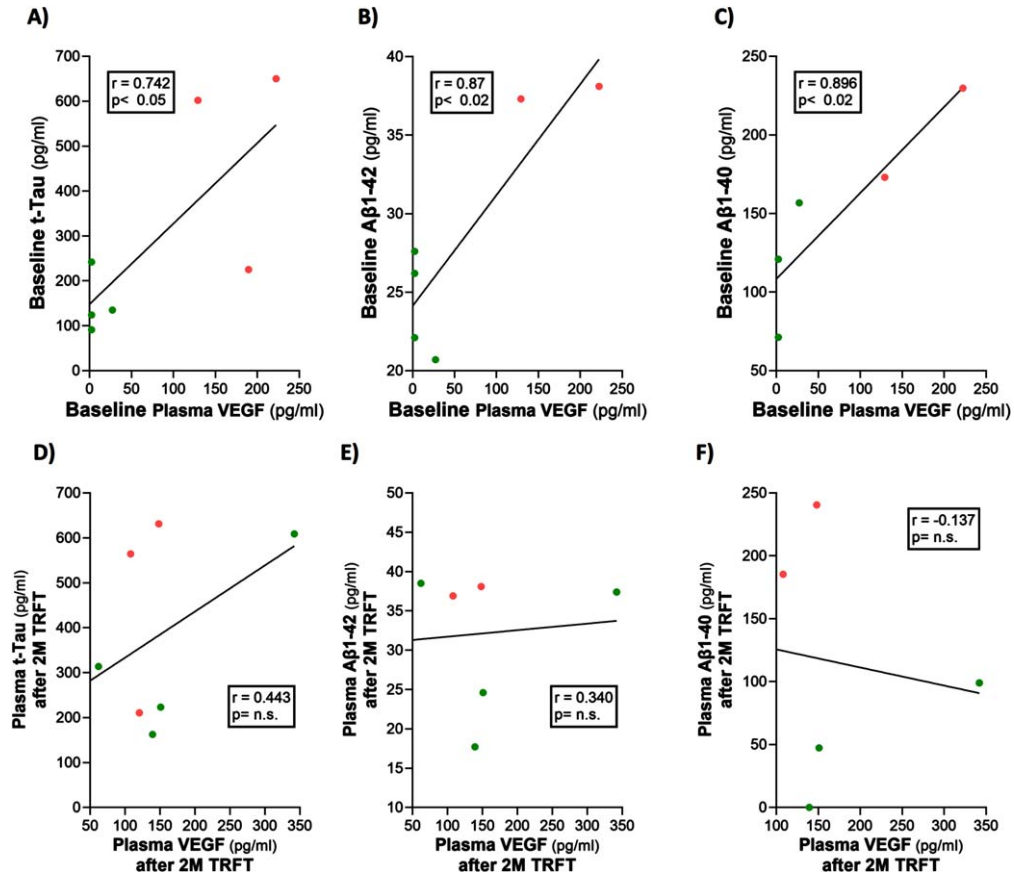 A)
700
600
500
400
300
200
100
0
Baseline t-Tau (pg/ml)
r = 0.742
p< 0.05
0 50 100 150 200 250
Baseline Plasma VEGF (pg/ml)
B)
40
35
30
25
20
Baseline Aβ1-42 (pg/ml)
r = 0.87
p< 0.02
0 50 100 150 200 250
Baseline Plasma VEGF (pg/ml)
C)
250
200
150
100
50
Baseline Aβ1-40 (pg/ml)
r = 0.896
p< 0.02
0 50 100 150 200 250
Baseline Plasma VEGF (pg/ml)
D)
700
600
500
400
300
200
100
0
Plasma t-Tau (pg/ml)
after 2M TRFT
r = 0.443
p= n.s.
50 100 150 200 250 300 350
Plasma VEGF (pg/ml)
after 2M TRFT
E)
50
45
40
35
30
25
20
15
10
Plasma Aβ1-42 (pg/ml)
after 2M TRFT
r = 0.340
p= n.s.
50 100 150 200 250 300 350
Plasma VEGF (pg/ml)
after 2M TRFT
F)
250
200
150
100
50
0
Plasma Aβ1-40 (pg/ml)
after 2M TRFT
r = -0.137
p= n.s.
100 150 200 250 300 350
Plasma VEGF (pg/ml)
after 2M TRFT